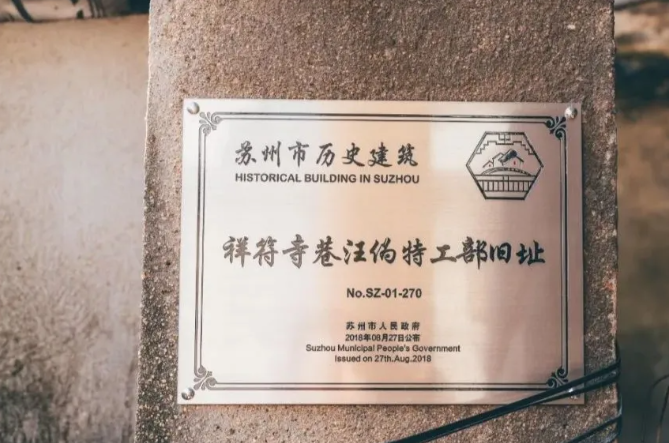 苏州市历史建筑
HISTORICAL BUILDING IN SUZHOU
祥符寺巷汪伪特工部旧址
No.SZ-01-270
苏州市人民政府
2018年08月27日公布
Suzhou Municipal People's Government
Issued on 27th.Aug.2018